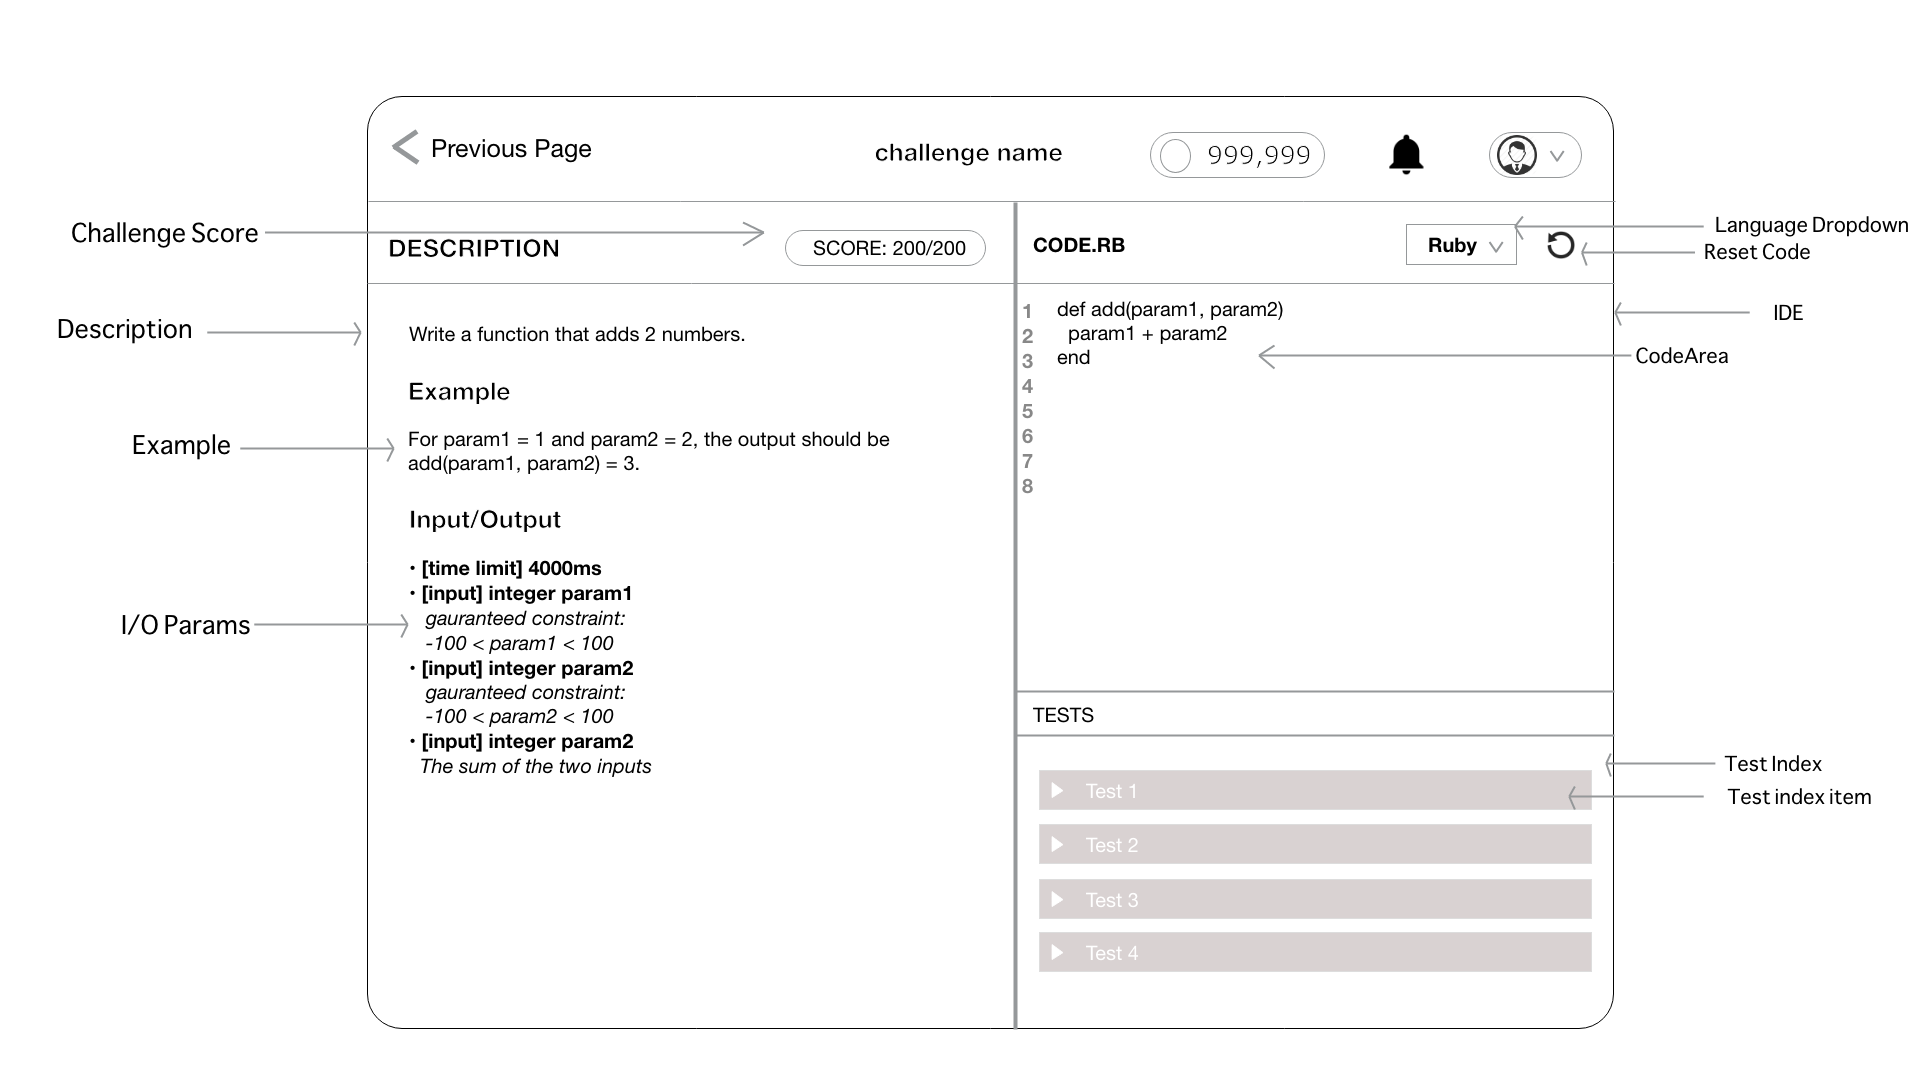 Previous Page
challenge name
999,999
Challenge Score
DESCRIPTION
SCORE: 200/200
CODE.RB
Ruby
Language Dropdown
Reset Code
Description
Write a function that adds 2 numbers.
Example
Example
For param1 = 1 and param2 = 2, the output should be
add(param1, param2) = 3.
Input/Output
I/O Params
• [time limit] 4000ms
• [input] integer param1
gauranteed constraint:
-100 < param1 < 100
• [input] integer param2
gauranteed constraint:
-100 < param2 < 100
• [input] integer param2
The sum of the two inputs
1 def add(param1, param2)
2 param1 + param2
3 end
4
5
6
7
8
IDE
CodeArea
TESTS
Test 1
Test 2
Test 3
Test 4
Test Index
Test index item